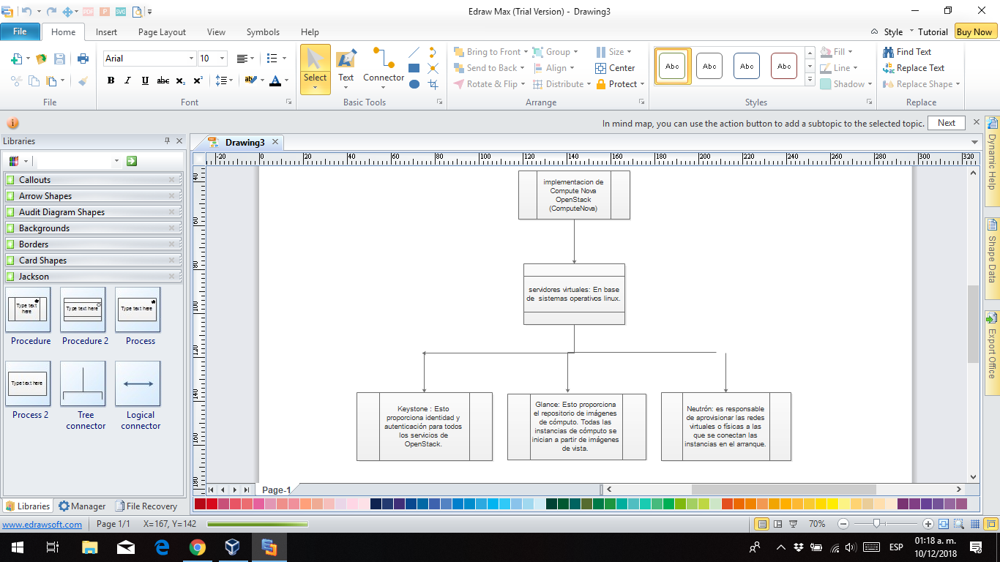 Edraw Max (Trial Version) - Drawing3
File Home Insert Page Layout View Symbols Help Style Tutorial Buy Now
Arial 10
B I U abc x₂ x² A
File Font
Select Text Connector
Basic Tools
Bring to Front Group Size
Send to Back Align Center
Rotate & Flip Distribute Protect
Arrange
Abc Abc Abc Abc
Fill
Line
Shadow
Styles
Find Text
Replace Text
Replace Shape
Replace
In mind map, you can use the action button to add a subtopic to the selected topic. Next
Libraries
Drawing3
Callouts
Arrow Shapes
Audit Diagram Shapes
Backgrounds
Borders
Card Shapes
Jackson
Type text here
Type text here
Type text here
Procedure Procedure 2 Process
Type text here
Process 2 Tree connector Logical connector
-20 0 20 40 60 80 100 120 140 160 180 200 220 240 260 280 300 320
40
60
80
100
120
140
160
180
implementacion de
Compute Nova
OpenStack
(ComputeNova)
servidores virtuales: En base
de sistemas operativos linux.
Keystone : Esto
proporciona identidad y
autenticación para todos
los servicios de
OpenStack.
Glance: Esto proporciona
el repositorio de imágenes
de cómputo. Todas las
instancias de cómputo se
inician a partir de imágenes
de vista.
Neutrón: es responsable
de aprovisionar las redes
virtuales o físicas a las
que se conectan las
instancias en el arranque.
Dynamic Help
Shape Data
Export Office
Page-1
Libraries Manager File Recovery
www.edrawsoft.com Page 1/1 X=167, Y=142 70%
ESP
01:18 a. m.
10/12/2018